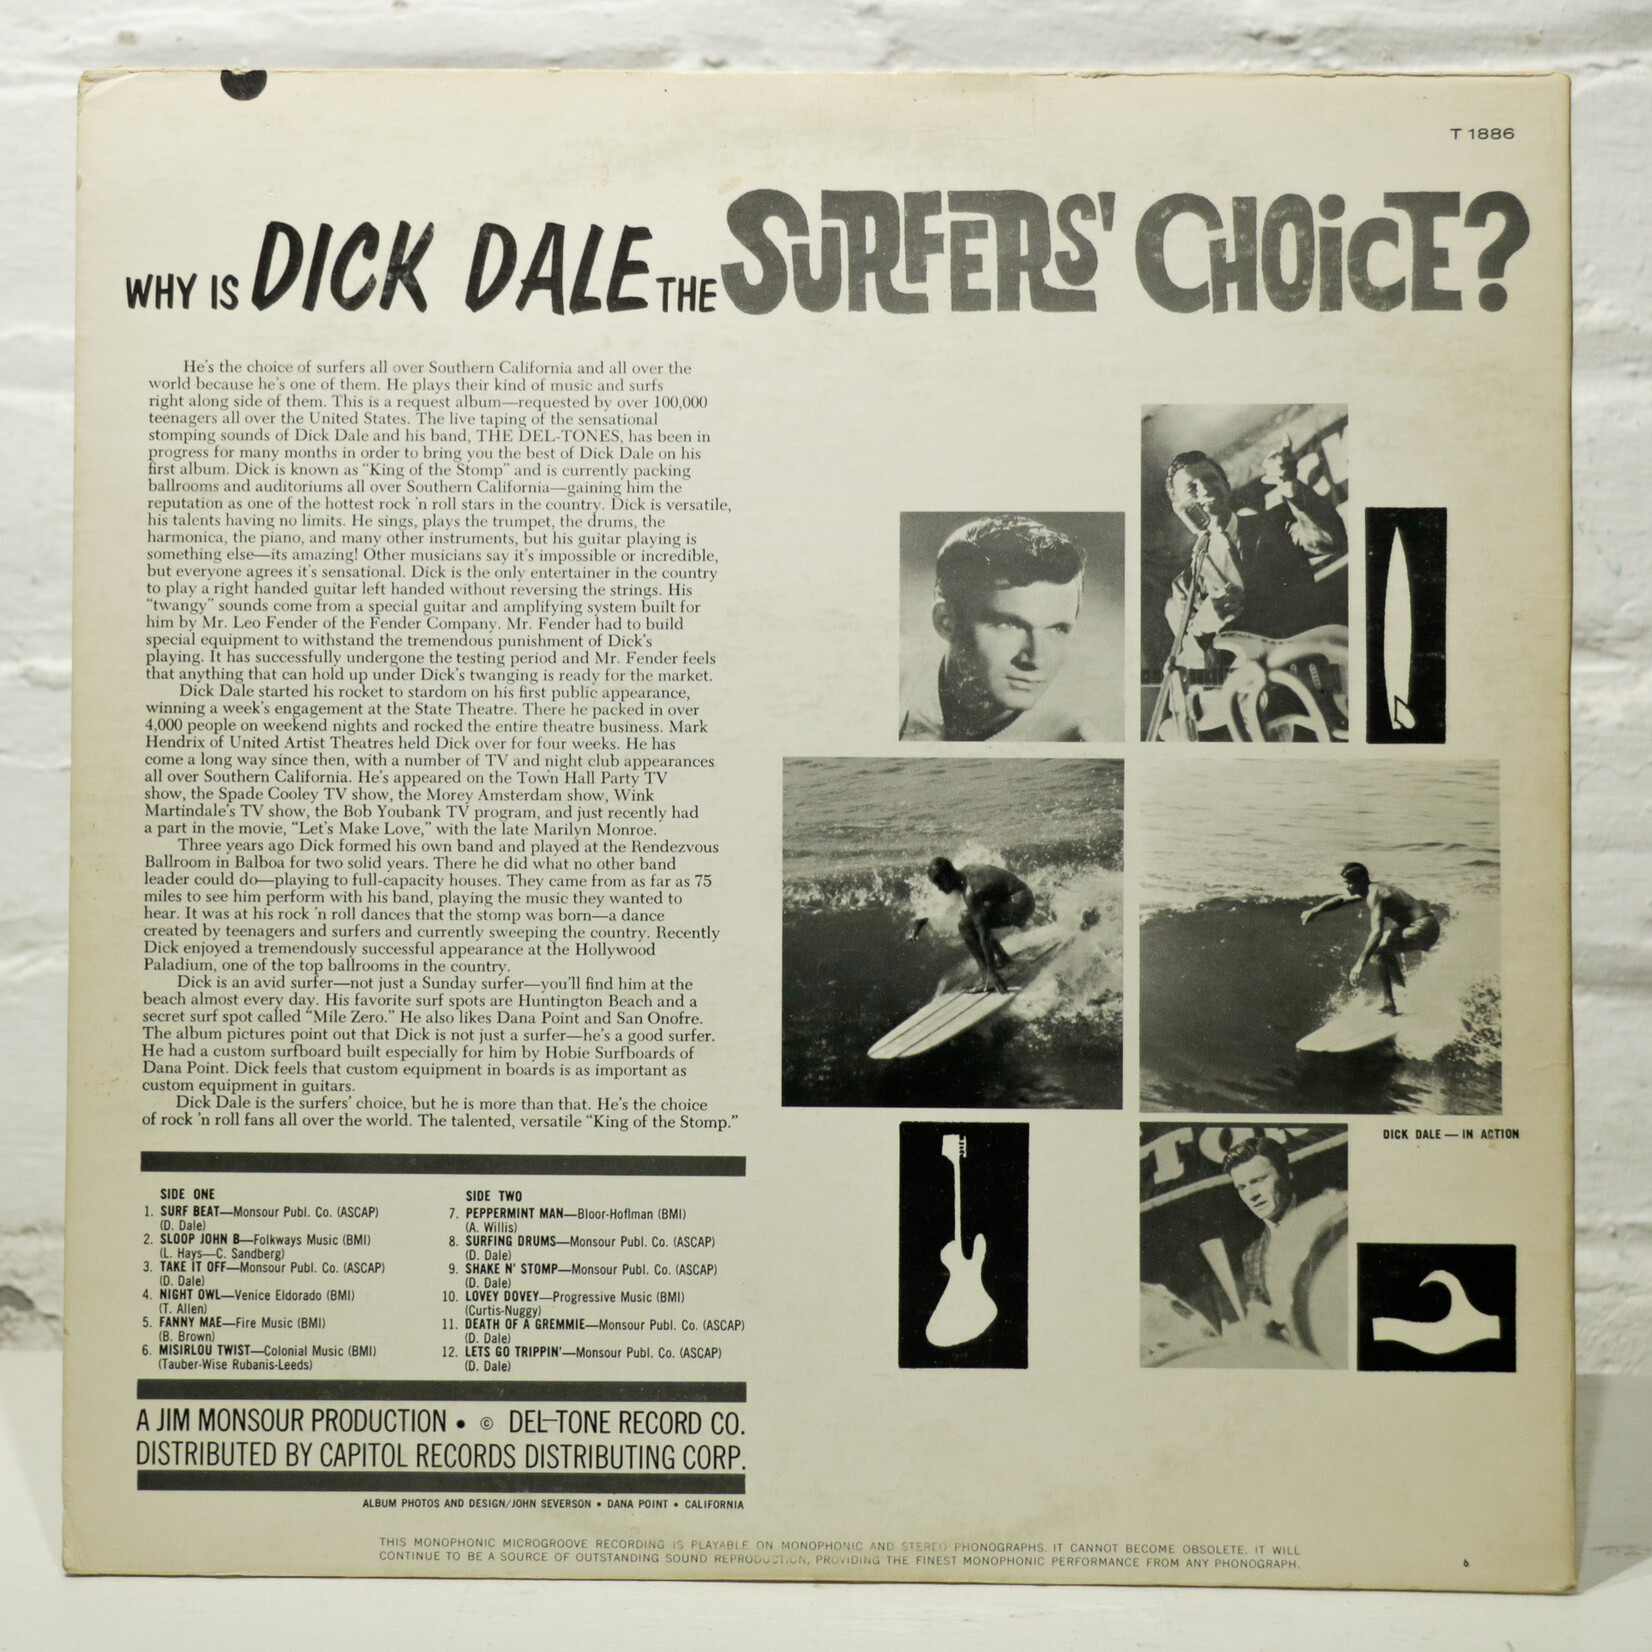 T 1886
WHY IS DICK DALE THE SURFERS' CHOiCE?
He's the choice of surfers all over Southern California and all over the
world because he's one of them. He plays their kind of music and surfs
right along side of them. This is a request album—requested by over 100,000
teenagers all over the United States. The live taping of the sensational
stomping sounds of Dick Dale and his band, THE DEL-TONES, has been in
progress for many months in order to bring you the best of Dick Dale on his
first album. Dick is known as “King of the Stomp” and is currently packing
ballrooms and auditoriums all over Southern California—gaining him the
reputation as one of the hottest rock 'n roll stars in the country. Dick is versatile,
his talents having no limits. He sings, plays the trumpet, the drums, the
harmonica, the piano, and many other instruments, but his guitar playing is
something else—its amazing! Other musicians say it's impossible or incredible,
but everyone agrees it's sensational. Dick is the only entertainer in the country
to play a right handed guitar left handed without reversing the strings. His
“twangy” sounds come from a special guitar and amplifying system built for
him by Mr. Leo Fender of the Fender Company. Mr. Fender had to build
special equipment to withstand the tremendous punishment of Dick's
playing. It has successfully undergone the testing period and Mr. Fender feels
that anything that can hold up under Dick's twanging is ready for the market.
Dick Dale started his rocket to stardom on his first public appearance,
winning a week's engagement at the State Theatre. There he packed in over
4,000 people on weekend nights and rocked the entire theatre business. Mark
Hendrix of United Artist Theatres held Dick over for four weeks. He has
come a long way since then, with a number of TV and night club appearances
all over Southern California. He's appeared on the Town Hall Party TV
show, the Spade Cooley TV show, the Morey Amsterdam show, Wink
Martindale's TV show, the Bob Youbank TV program, and just recently had
a part in the movie, “Let's Make Love,” with the late Marilyn Monroe.
Three years ago Dick formed his own band and played at the Rendezvous
Ballroom in Balboa for two solid years. There he did what no other band
leader could do—playing to full-capacity houses. They came from as far as 75
miles to see him perform with his band, playing the music they wanted to
hear. It was at his rock 'n roll dances that the stomp was born—a dance
created by teenagers and surfers and currently sweeping the country. Recently
Dick enjoyed a tremendously successful appearance at the Hollywood
Paladium, one of the top ballrooms in the country.
Dick is an avid surfer—not just a Sunday surfer—you'll find him at the
beach almost every day. His favorite surf spots are Huntington Beach and a
secret surf spot called “Mile Zero.” He also likes Dana Point and San Onofre.
The album pictures point out that Dick is not just a surfer—he's a good surfer.
He had a custom surfboard built especially for him by Hobie Surfboards of
Dana Point. Dick feels that custom equipment in boards is as important as
custom equipment in guitars.
Dick Dale is the surfers' choice, but he is more than that. He's the choice
of rock 'n roll fans all over the world. The talented, versatile “King of the Stomp.”
DICK DALE — IN ACTION
SIDE ONE
1. SURF BEAT—Monsour Publ. Co. (ASCAP)
(D. Dale)
2. SLOOP JOHN B—Folkways Music (BMI)
(L. Hays—C. Sandberg)
3. TAKE IT OFF—Monsour Publ. Co. (ASCAP)
(D. Dale)
4. NIGHT OWL—Venice Eldorado (BMI)
(T. Allen)
5. FANNY MAE—Fire Music (BMI)
(B. Brown)
6. MISIRLOU TWIST—Colonial Music (BMI)
(Tauber-Wise Rubanis-Leeds)
SIDE TWO
7. PEPPERMINT MAN—Bloor-Hoffman (BMI)
(A. Willis)
8. SURFING DRUMS—Monsour Publ. Co. (ASCAP)
(D. Dale)
9. SHAKE N' STOMP—Monsour Publ. Co. (ASCAP)
(D. Dale)
10. LOVEY DOVEY—Progressive Music (BMI)
(Curtis-Nuggy)
11. DEATH OF A GREMMIE—Monsour Publ. Co. (ASCAP)
(D. Dale)
12. LETS GO TRIPPIN'—Monsour Publ. Co. (ASCAP)
(D. Dale)
A JIM MONSOUR PRODUCTION • © DEL-TONE RECORD CO.
DISTRIBUTED BY CAPITOL RECORDS DISTRIBUTING CORP.
ALBUM PHOTOS AND DESIGN/JOHN SEVERSON • DANA POINT • CALIFORNIA
THIS MONOPHONIC MICROGROOVE RECORDING IS PLAYABLE ON MONOPHONIC AND STEREO PHONOGRAPHS. IT CANNOT BECOME OBSOLETE. IT WILL
CONTINUE TO BE A SOURCE OF OUTSTANDING SOUND REPRODUCTION, PROVIDING THE FINEST MONOPHONIC PERFORMANCE FROM ANY PHONOGRAPH.
6